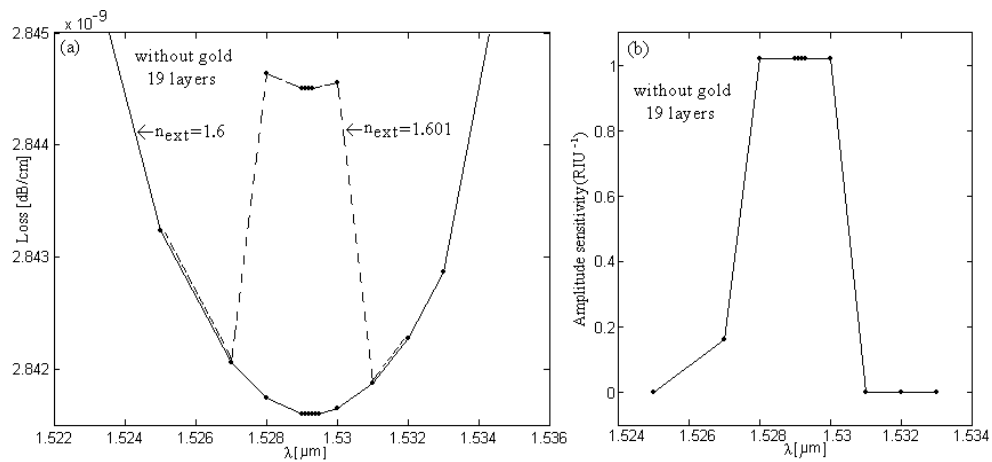 x 10⁻⁹
2.845
(a)
without gold
19 layers
2.844
←n_ext=1.6
←n_ext=1.601
Loss [dB/cm]
2.843
2.842
1.522 1.524 1.526 1.528 1.53 1.532 1.534 1.536
λ[µm]
(b)
1
without gold
19 layers
0.8
0.6
0.4
0.2
0
Amplitude sensitivity(RIU⁻¹)
1.524 1.526 1.528 1.53 1.532 1.534
λ[µm]